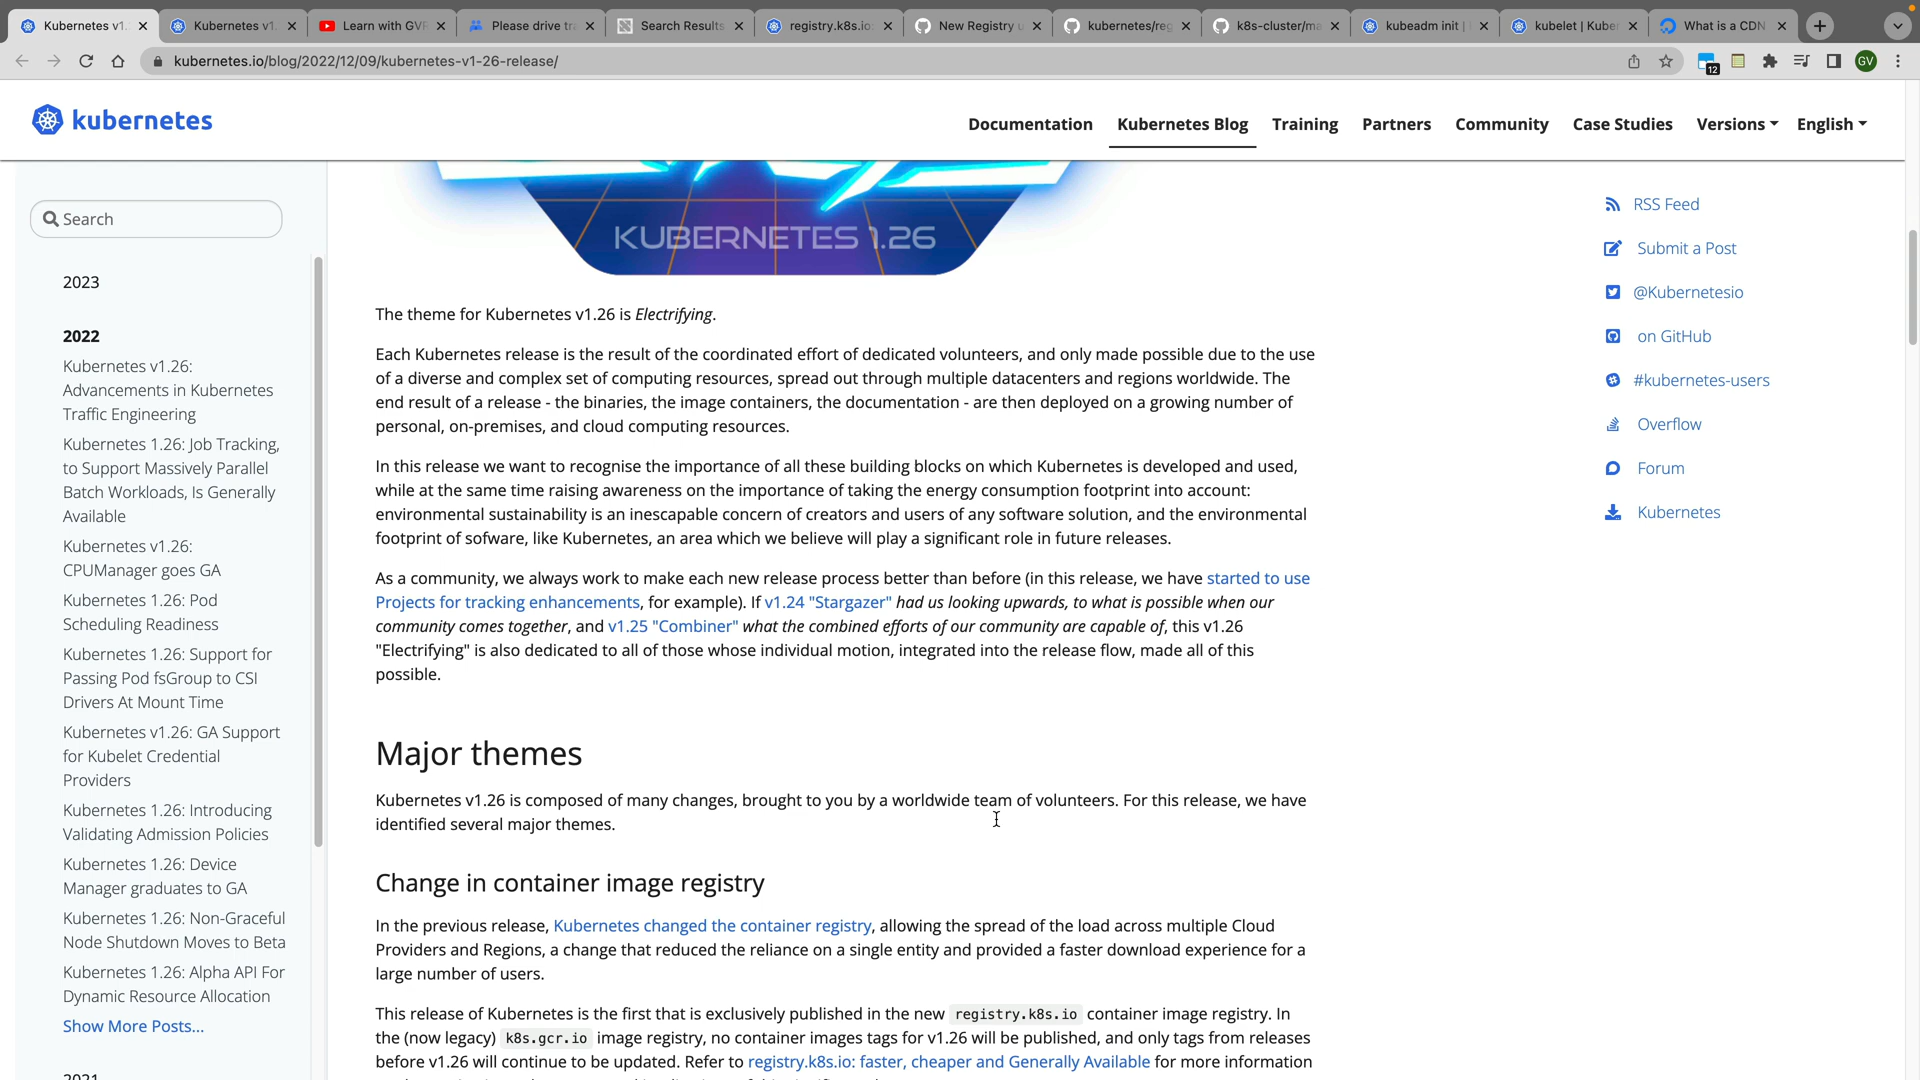 Kubernetes v1.
Kubernetes v1.
Learn with GVR
Please drive tr
Search Results
registry.k8s.io:
New Registry u
kubernetes/reg
k8s-cluster/ma
kubeadm init |
kubelet | Kuber
What is a CDN
kubernetes.io/blog/2022/12/09/kubernetes-v1-26-release/
12
GV
kubernetes
Documentation
Kubernetes Blog
Training
Partners
Community
Case Studies
Versions
English
Search
2023
2022
Kubernetes v1.26:
Advancements in Kubernetes
Traffic Engineering
Kubernetes 1.26: Job Tracking,
to Support Massively Parallel
Batch Workloads, Is Generally
Available
Kubernetes v1.26:
CPUManager goes GA
Kubernetes 1.26: Pod
Scheduling Readiness
Kubernetes 1.26: Support for
Passing Pod fsGroup to CSI
Drivers At Mount Time
Kubernetes v1.26: GA Support
for Kubelet Credential
Providers
Kubernetes 1.26: Introducing
Validating Admission Policies
Kubernetes 1.26: Device
Manager graduates to GA
Kubernetes 1.26: Non-Graceful
Node Shutdown Moves to Beta
Kubernetes 1.26: Alpha API For
Dynamic Resource Allocation
Show More Posts...
2021
KUBERNETES 1.26
The theme for Kubernetes v1.26 is Electrifying.
Each Kubernetes release is the result of the coordinated effort of dedicated volunteers, and only made possible due to the use
of a diverse and complex set of computing resources, spread out through multiple datacenters and regions worldwide. The
end result of a release - the binaries, the image containers, the documentation - are then deployed on a growing number of
personal, on-premises, and cloud computing resources.
In this release we want to recognise the importance of all these building blocks on which Kubernetes is developed and used,
while at the same time raising awareness on the importance of taking the energy consumption footprint into account:
environmental sustainability is an inescapable concern of creators and users of any software solution, and the environmental
footprint of sofware, like Kubernetes, an area which we believe will play a significant role in future releases.
As a community, we always work to make each new release process better than before (in this release, we have started to use
Projects for tracking enhancements, for example). If v1.24 "Stargazer" had us looking upwards, to what is possible when our
community comes together, and v1.25 "Combiner" what the combined efforts of our community are capable of, this v1.26
"Electrifying" is also dedicated to all of those whose individual motion, integrated into the release flow, made all of this
possible.
Major themes
Kubernetes v1.26 is composed of many changes, brought to you by a worldwide team of volunteers. For this release, we have
identified several major themes.
Change in container image registry
In the previous release, Kubernetes changed the container registry, allowing the spread of the load across multiple Cloud
Providers and Regions, a change that reduced the reliance on a single entity and provided a faster download experience for a
large number of users.
This release of Kubernetes is the first that is exclusively published in the new registry.k8s.io container image registry. In
the (now legacy) k8s.gcr.io image registry, no container images tags for v1.26 will be published, and only tags from releases
before v1.26 will continue to be updated. Refer to registry.k8s.io: faster, cheaper and Generally Available for more information
RSS Feed
Submit a Post
@Kubernetesio
on GitHub
#kubernetes-users
Overflow
Forum
Kubernetes